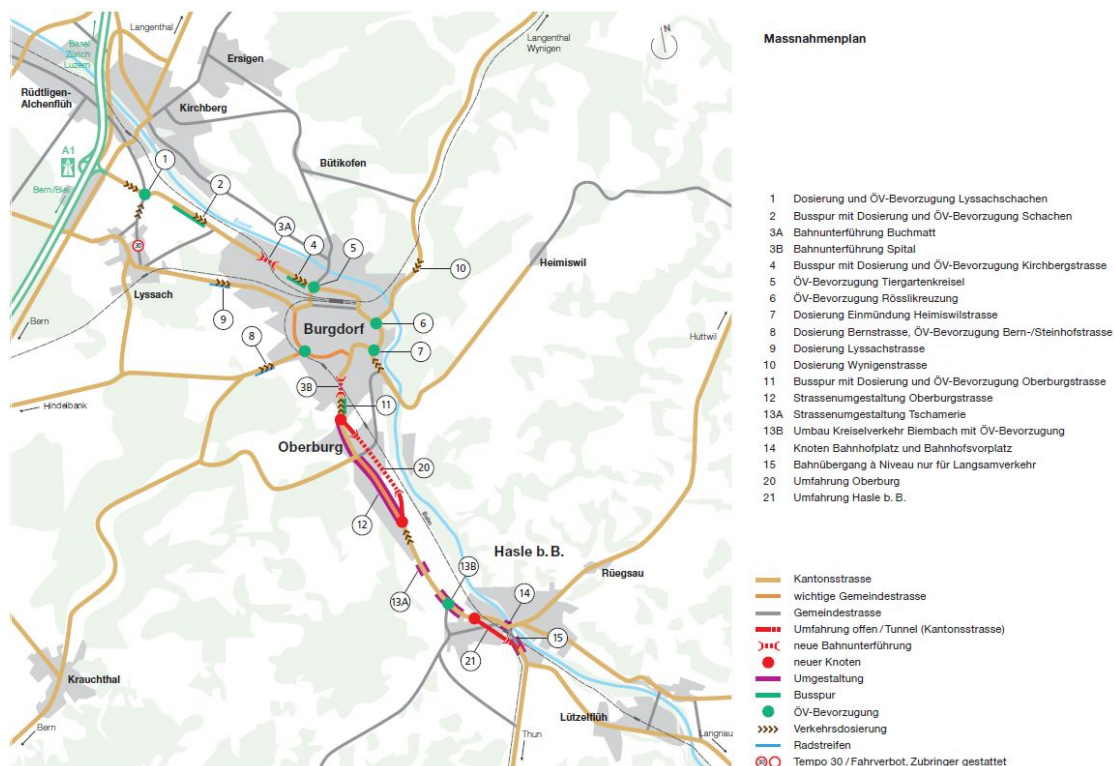 Massnahmenplan
Langenthal
Langenthal
Wynigen
N
Basel
Zürich
Luzern
Ersigen
Rüdtligen-
Alchenflüh
Kirchberg
A1
1
Bütikofen
Bern/Biel
2
Emme
3A
4
5
30
10
Heimiswil
Lyssach
9
Burgdorf
6
Bern
8
7
Huttwil
3B
11
Hindelbank
Oberburg
20
12
Bahn
Hasle b. B.
13B
Rüegsau
13A
14
15
21
Krauchthal
Lützelflüh
Bern
Thun
Langnau
1 Dosierung und ÖV-Bevorzugung Lyssachschachen
2 Busspur mit Dosierung und ÖV-Bevorzugung Schachen
3A Bahnunterführung Buchmatt
3B Bahnunterführung Spital
4 Busspur mit Dosierung und ÖV-Bevorzugung Kirchbergstrasse
5 ÖV-Bevorzugung Tiergartenkreisel
6 ÖV-Bevorzugung Rösslikreuzung
7 Dosierung Einmündung Heimiswilstrasse
8 Dosierung Bernstrasse, ÖV-Bevorzugung Bern-/Steinhofstrasse
9 Dosierung Lyssachstrasse
10 Dosierung Wynigenstrasse
11 Busspur mit Dosierung und ÖV-Bevorzugung Oberburgstrasse
12 Strassenumgestaltung Oberburgstrasse
13A Strassenumgestaltung Tschamerie
13B Umbau Kreiselverkehr Biembach mit ÖV-Bevorzugung
14 Knoten Bahnhofplatz und Bahnhofsvorplatz
15 Bahnübergang à Niveau nur für Langsamverkehr
20 Umfahrung Oberburg
21 Umfahrung Hasle b. B.
Kantonsstrasse
wichtige Gemeindestrasse
Gemeindestrasse
Umfahrung offen/Tunnel (Kantonsstrasse)
neue Bahnunterführung
neuer Knoten
Umgestaltung
Busspur
ÖV-Bevorzugung
Verkehrsdosierung
Radstreifen
30 Tempo 30/Fahrverbot, Zubringer gestattet